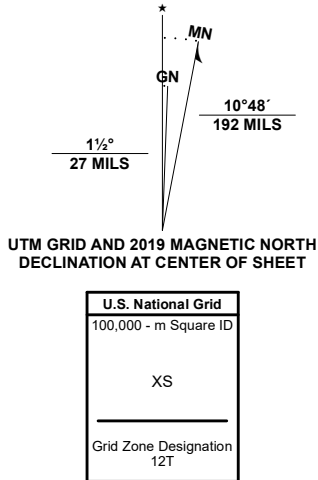 ★
MN
GN
10°48´
192 MILS
1½°
27 MILS
UTM GRID AND 2019 MAGNETIC NORTH
DECLINATION AT CENTER OF SHEET
U.S. National Grid
100,000 - m Square ID
XS
Grid Zone Designation
12T